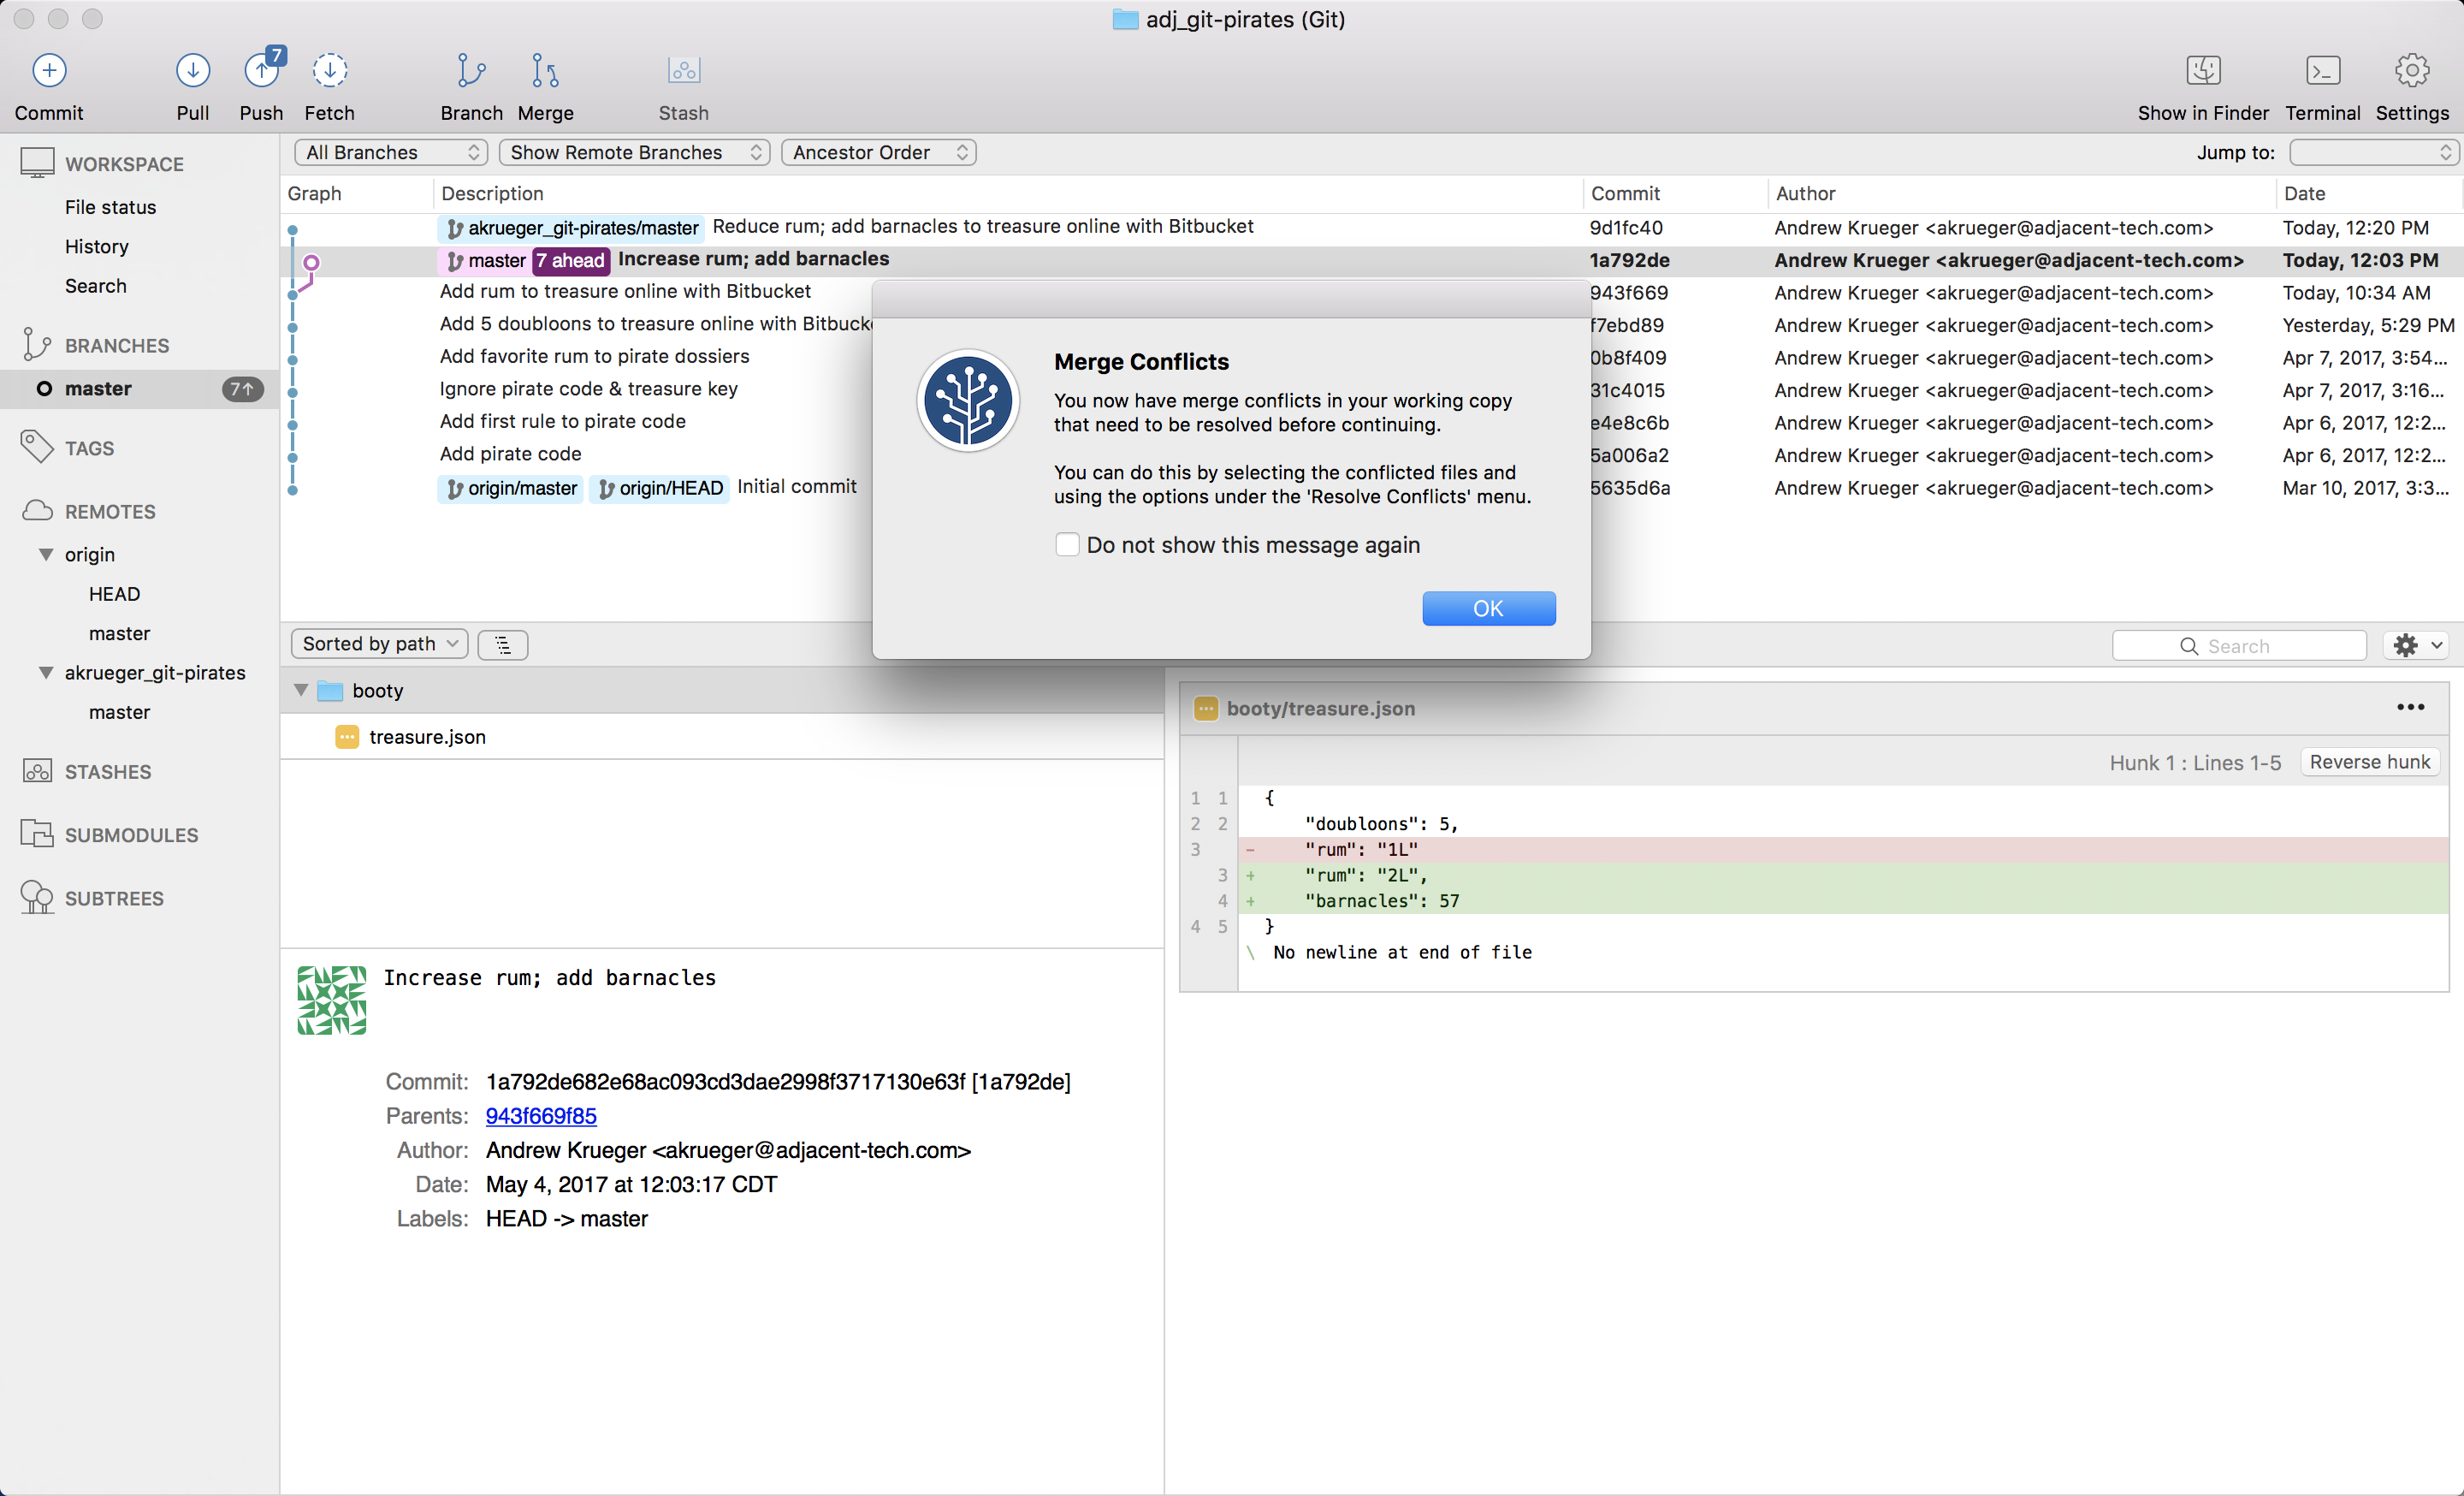 adj_git-pirates (Git)
7
Commit Pull Push Fetch Branch Merge Stash Show in Finder Terminal Settings
All Branches Show Remote Branches Ancestor Order Jump to:
WORKSPACE
File status
History
Search
BRANCHES
master 7↑
TAGS
REMOTES
origin
HEAD
master
akrueger_git-pirates
master
STASHES
SUBMODULES
SUBTREES
Graph Description Commit Author Date
akrueger_git-pirates/master Reduce rum; add barnacles to treasure online with Bitbucket 9d1fc40 Andrew Krueger <akrueger@adjacent-tech.com> Today, 12:20 PM
master 7 ahead Increase rum; add barnacles 1a792de Andrew Krueger <akrueger@adjacent-tech.com> Today, 12:03 PM
Add rum to treasure online with Bitbucket 943f669 Andrew Krueger <akrueger@adjacent-tech.com> Today, 10:34 AM
Add 5 doubloons to treasure online with Bitbuck f7ebd89 Andrew Krueger <akrueger@adjacent-tech.com> Yesterday, 5:29 PM
Add favorite rum to pirate dossiers 0b8f409 Andrew Krueger <akrueger@adjacent-tech.com> Apr 7, 2017, 3:54...
Ignore pirate code & treasure key 31c4015 Andrew Krueger <akrueger@adjacent-tech.com> Apr 7, 2017, 3:16...
Add first rule to pirate code e4e8c6b Andrew Krueger <akrueger@adjacent-tech.com> Apr 6, 2017, 12:2...
Add pirate code 5a006a2 Andrew Krueger <akrueger@adjacent-tech.com> Apr 6, 2017, 12:2...
origin/master origin/HEAD Initial commit 5635d6a Andrew Krueger <akrueger@adjacent-tech.com> Mar 10, 2017, 3:3...
Merge Conflicts
You now have merge conflicts in your working copy
that need to be resolved before continuing.
You can do this by selecting the conflicted files and
using the options under the 'Resolve Conflicts' menu.
Do not show this message again
OK
Sorted by path Search
booty
treasure.json
Increase rum; add barnacles
Commit: 1a792de682e68ac093cd3dae2998f3717130e63f [1a792de]
Parents: 943f669f85
Author: Andrew Krueger <akrueger@adjacent-tech.com>
Date: May 4, 2017 at 12:03:17 CDT
Labels: HEAD -> master
booty/treasure.json •••
Hunk 1 : Lines 1-5 Reverse hunk
1 1 {
2 2 "doubloons": 5,
3 - "rum": "1L"
3 + "rum": "2L",
4 + "barnacles": 57
4 5 }
\ No newline at end of file